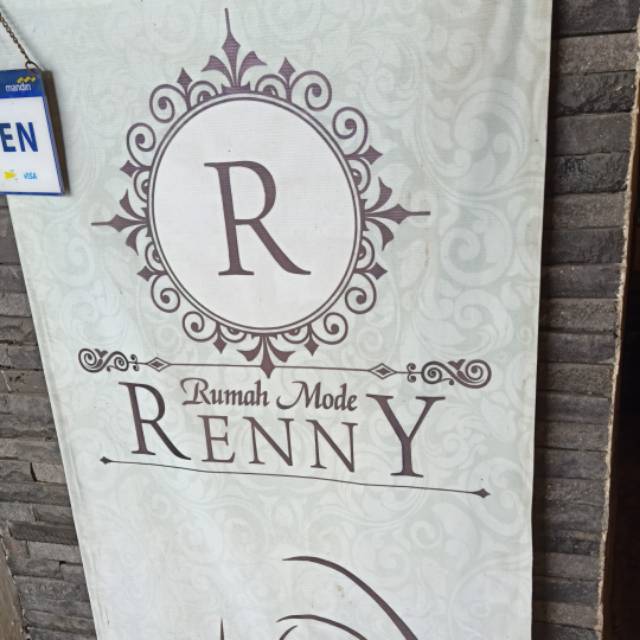 mandiri
EN
VISA
R
Rumah Mode
RENNY